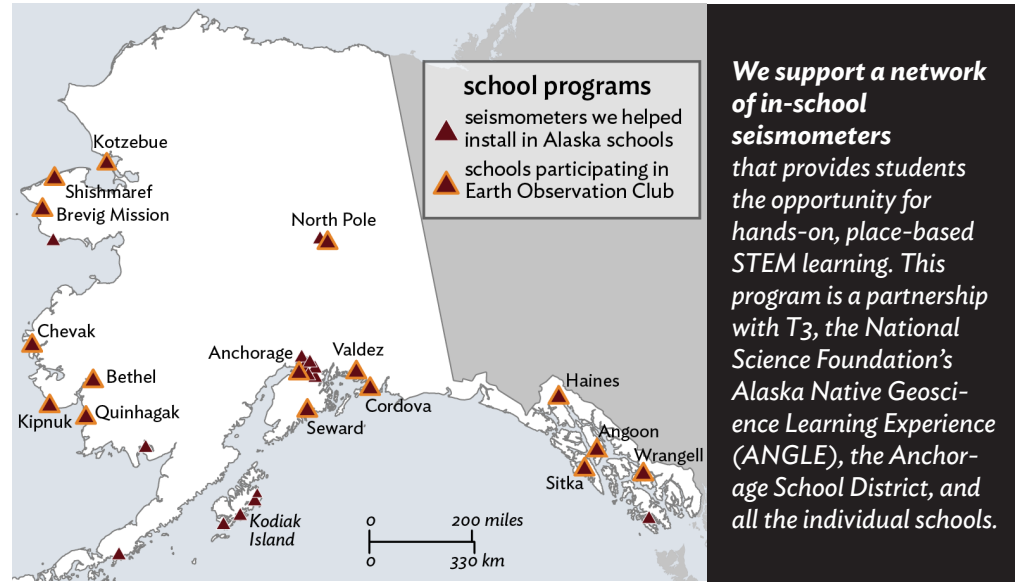 school programs
seismometers we helped
install in Alaska schools
schools participating in
Earth Observation Club
Kotzebue
Shishmaref
Brevig Mission
North Pole
Chevak
Bethel
Kipnuk
Quinhagak
Anchorage
Valdez
Cordova
Seward
Haines
Angoon
Wrangell
Sitka
Kodiak
Island
0
200 miles
0
330 km
We support a network
of in-school
seismometers
that provides students
the opportunity for
hands-on, place-based
STEM learning. This
program is a partnership
with T3, the National
Science Foundation’s
Alaska Native Geosci-
ence Learning Experience
(ANGLE), the Anchor-
age School District, and
all the individual schools.